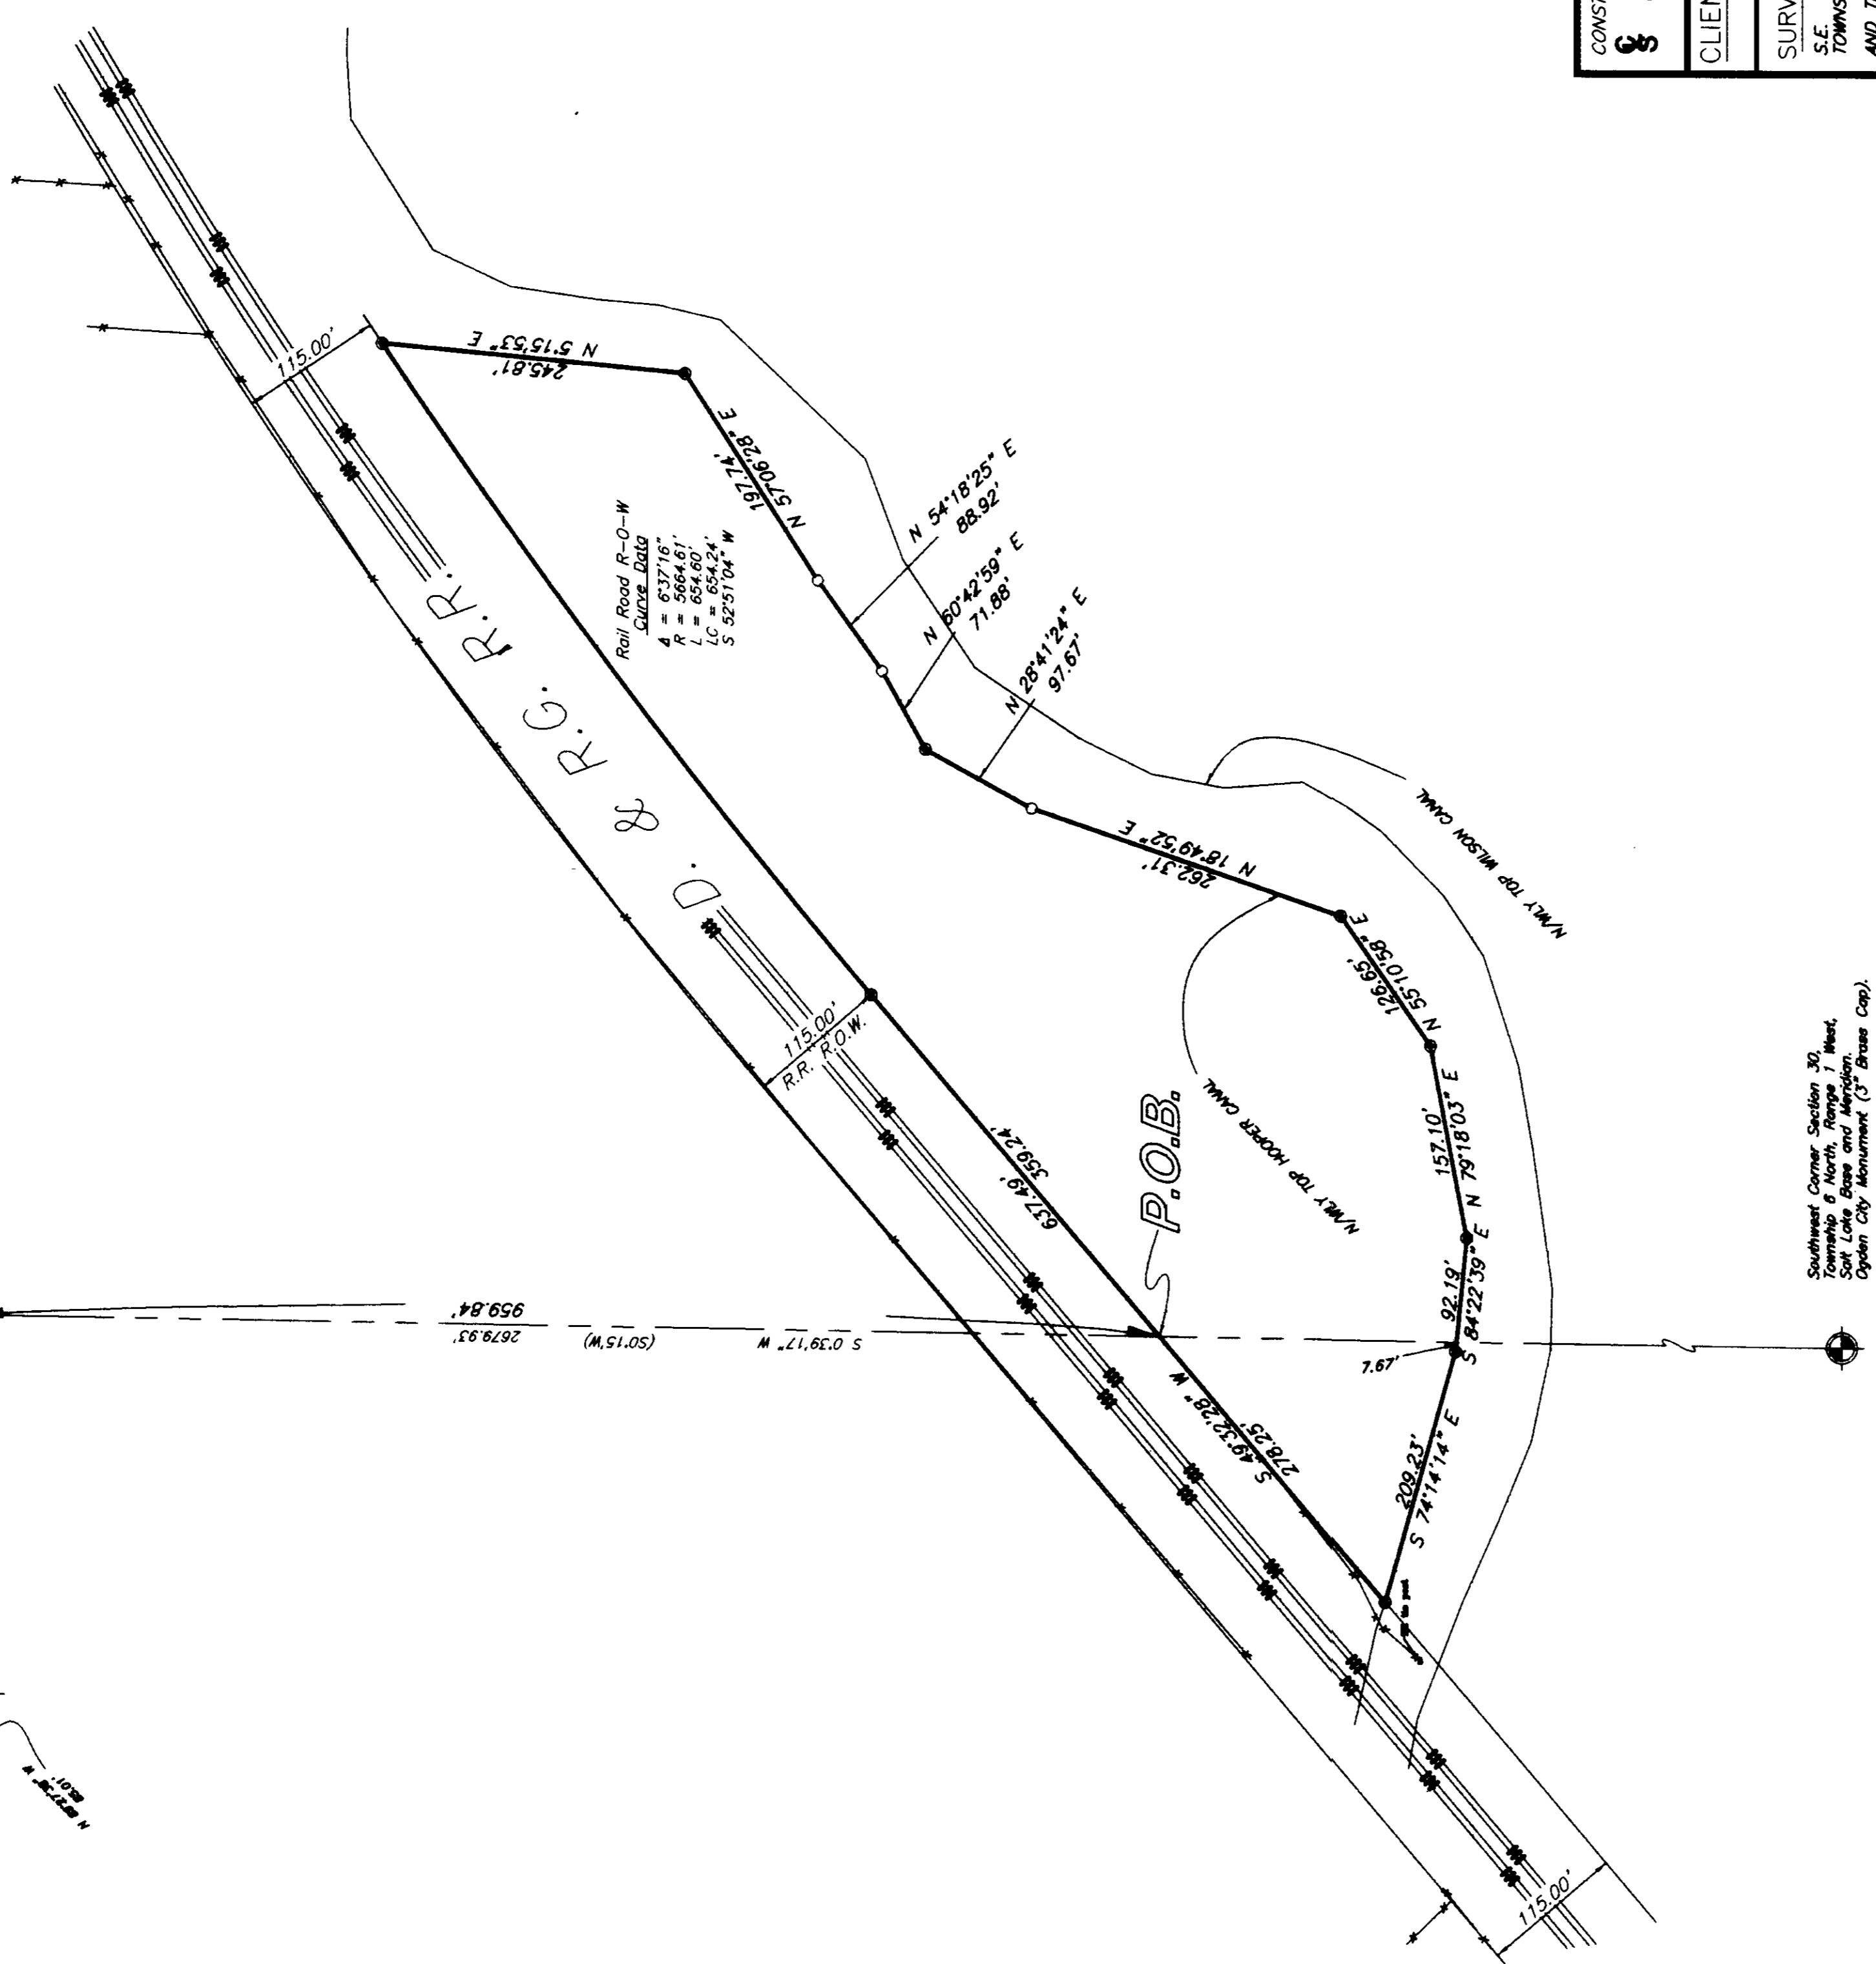 115.00'
N 5°15'53" E
245.81'
197.74'
N 57°06'28" E
Rail Road R-O-W
Curve Data
Δ = 6°37'16"
R = 5664.61'
L = 654.60'
LC = 654.24'
S 52°51'04" W
N 54°18'25" E
88.92'
N 60°42'59" E
71.88'
N 28°41'24" E
97.67'
D. & R.G. R.R.
262.31'
N 18°49'52" E
N/WLY TOP WILSON CANAL
126.65'
N 55°10'58" E
115.00'
R.R. R.O.W.
N/WLY TOP HOOPER CANAL
P.O.B.
637.49'
359.24'
157.10'
N 79°18'03" E
92.19'
S 84°22'39" E
7.97'
959.84'
2679.93'
(S0°15'W)
S 0°39'17" W
S 49°32'28" W
278.25'
209.23'
S 74°14'14" E
115.00'
Southwest Corner Section 30,
Township 6 North, Range 1 West,
Salt Lake Base and Meridian.
Ogden City Monument (3" Brass Cap).
CONST
CLIEN
SURV
S.E.
TOWNS
AND T